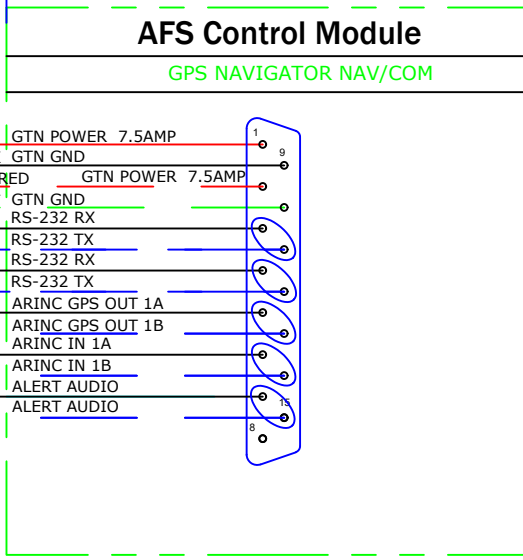 AFS Control Module
GPS NAVIGATOR NAV/COM
1
GTN POWER 7.5AMP
9
GTN GND
RED GTN POWER 7.5AMP
GTN GND
RS-232 RX
RS-232 TX
RS-232 RX
RS-232 TX
ARINC GPS OUT 1A
ARINC GPS OUT 1B
ARINC IN 1A
ARINC IN 1B
ALERT AUDIO
ALERT AUDIO
15
8